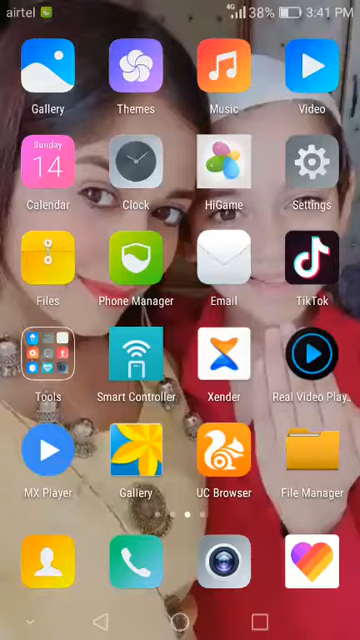 airtel 4G 38% 3:41 PM
Gallery Themes Music Video
Sunday
14
Calendar Clock HiGame Settings
Files Phone Manager Email TikTok
Tools Smart Controller Xender Real Video Play..
MX Player Gallery UC Browser File Manager